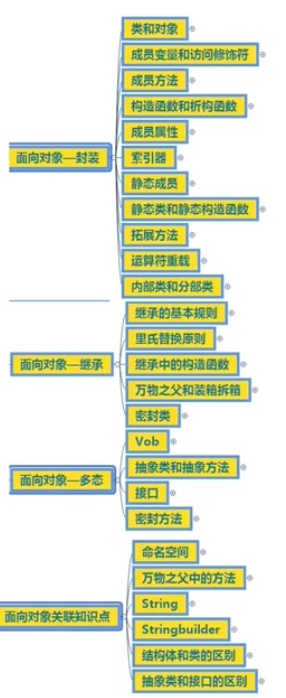 面向对象—封装
类和对象
成员变量和访问修饰符
成员方法
构造函数和析构函数
成员属性
索引器
静态成员
静态类和静态构造函数
拓展方法
运算符重载
内部类和分部类
面向对象—继承
继承的基本规则
里氏替换原则
继承中的构造函数
万物之父和装箱拆箱
密封类
面向对象—多态
Vob
抽象类和抽象方法
接口
密封方法
面向对象关联知识点
命名空间
万物之父中的方法
String
Stringbuilder
结构体和类的区别
抽象类和接口的区别